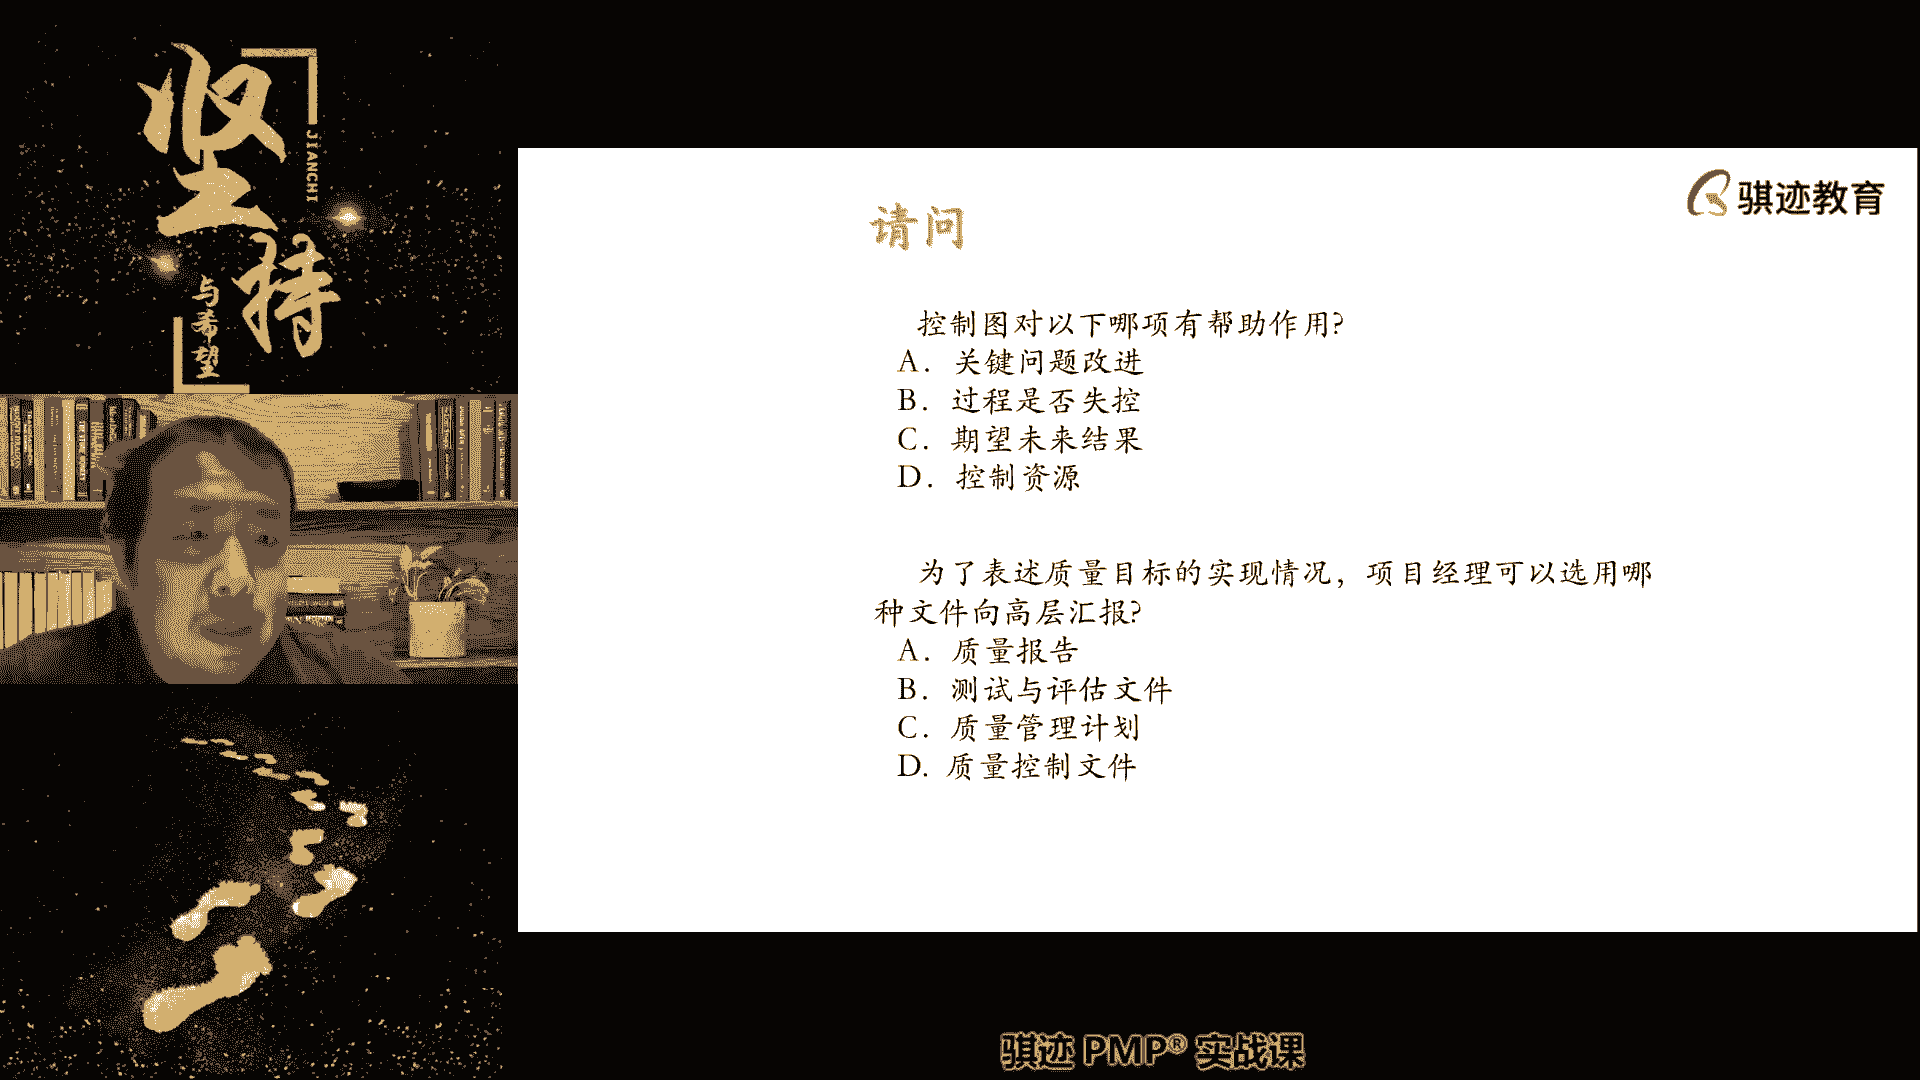 坚持
JIANCHI
与希望
骐迹教育
请问
控制图对以下哪项有帮助作用?
A. 关键问题改进
B. 过程是否失控
C. 期望未来结果
D. 控制资源
为了表述质量目标的实现情况，项目经理可以选用哪
种文件向高层汇报?
A. 质量报告
B. 测试与评估文件
C. 质量管理计划
D. 质量控制文件
骐迹 PMP® 实战课